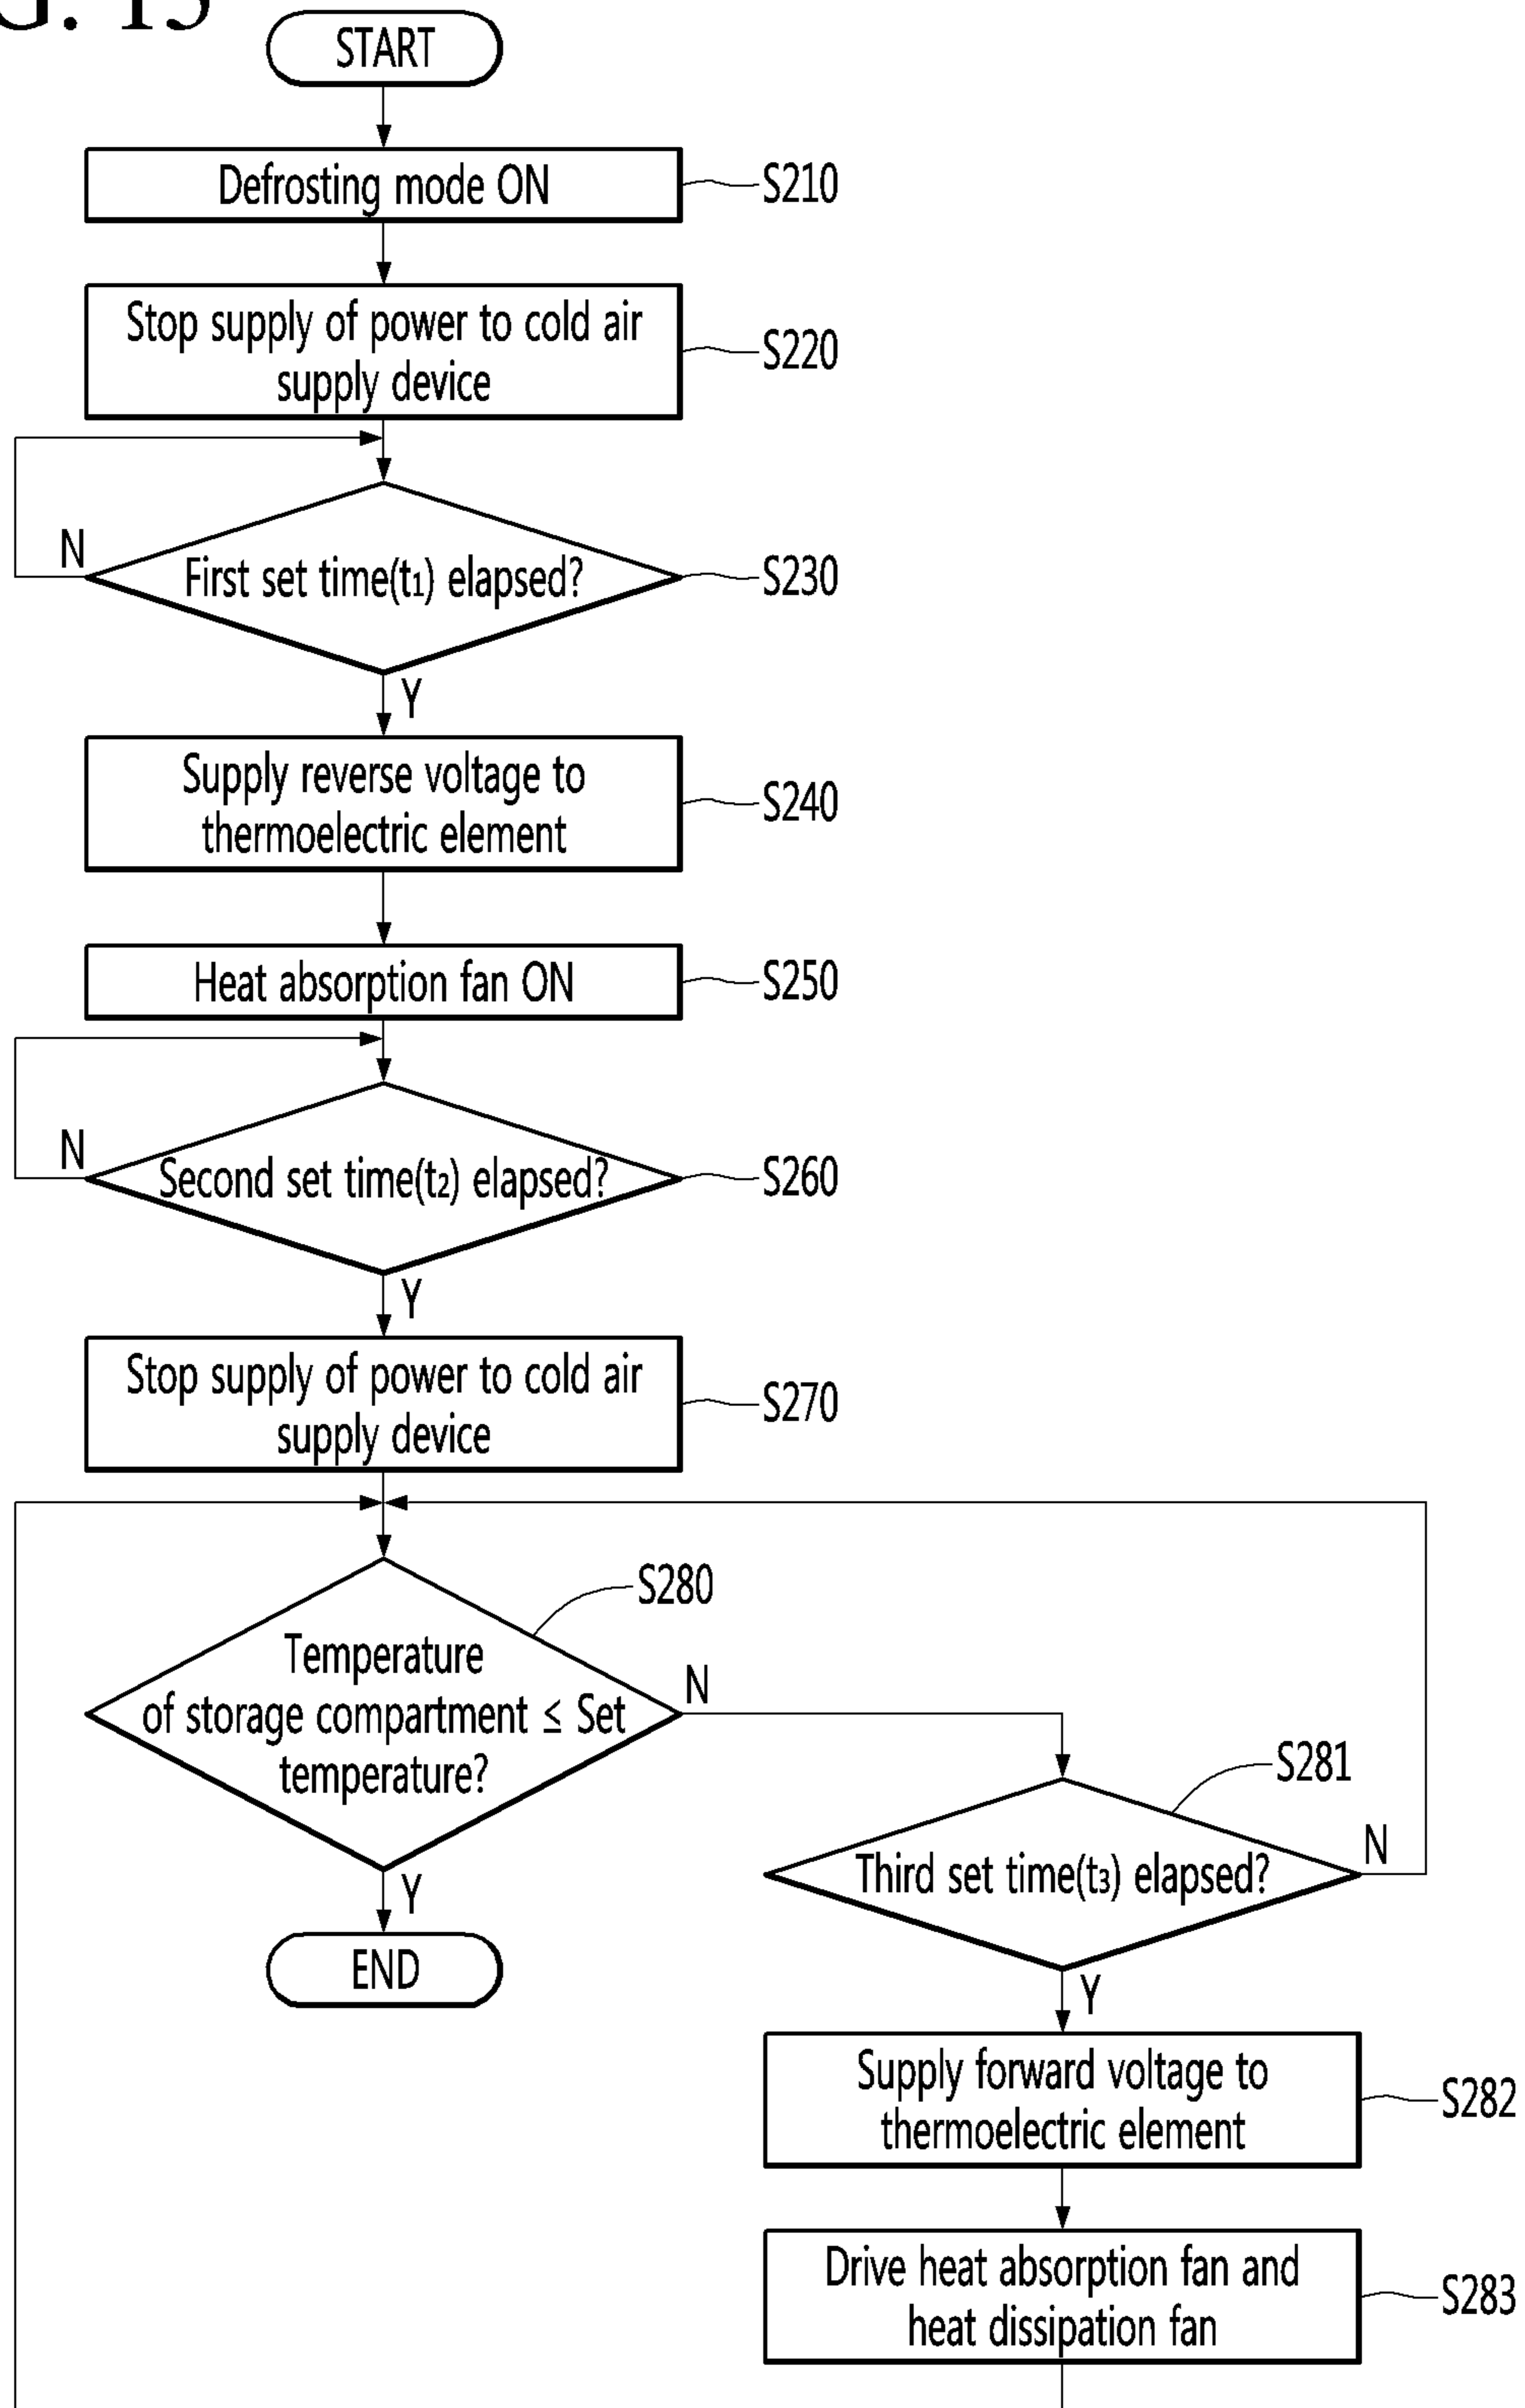 G. 15
START
Defrosting mode ON
S210
Stop supply of power to cold air
supply device
S220
N
First set time(t₁) elapsed?
S230
Y
Supply reverse voltage to
thermoelectric element
S240
Heat absorption fan ON
S250
N
Second set time(t₂) elapsed?
S260
Y
Stop supply of power to cold air
supply device
S270
S280
Temperature
of storage compartment ≤ Set
temperature?
N
Y
END
S281
Third set time(t₃) elapsed?
N
Y
Supply forward voltage to
thermoelectric element
S282
Drive heat absorption fan and
heat dissipation fan
S283